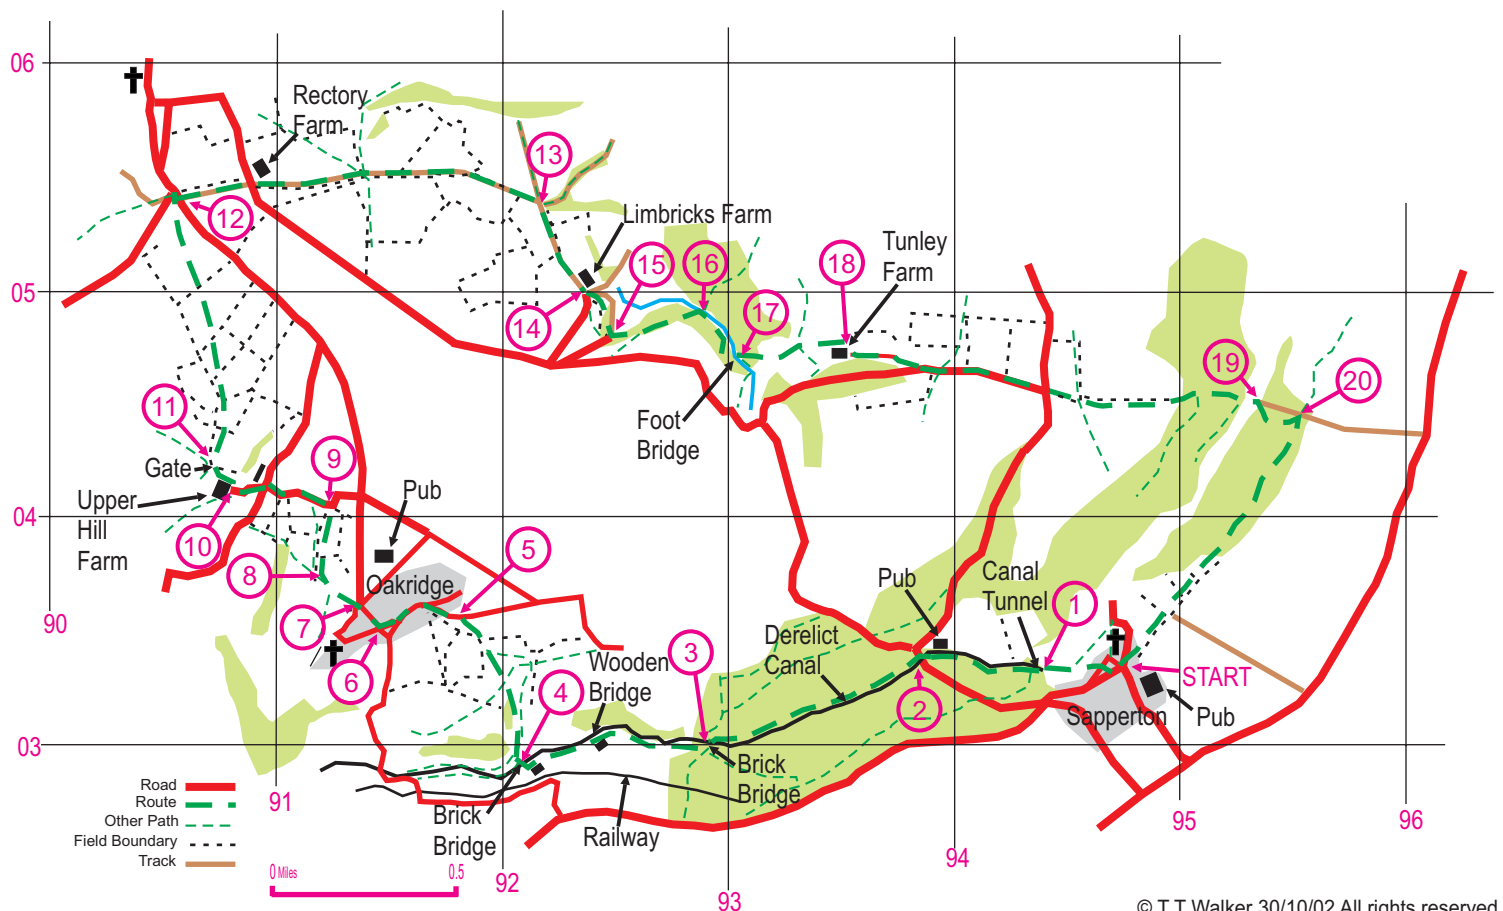 06
Rectory
Farm
13
12
Limbricks Farm
15
16
18
Tunley
Farm
05
14
17
19
20
11
Foot
Bridge
Gate
9
Pub
Upper
Hill
Farm
04
10
5
8
Oakridge
Pub
Canal
Tunnel
1
90
7
Derelict
Canal
3
Wooden
Bridge
6
4
START
2
Sapperton
Pub
03
Brick
Bridge
Road
Route
Other Path
Field Boundary
Track
91
Brick
Bridge
Railway
95
96
94
0 Miles
0.5
92
93
© T T Walker 30/10/02 All rights reserved